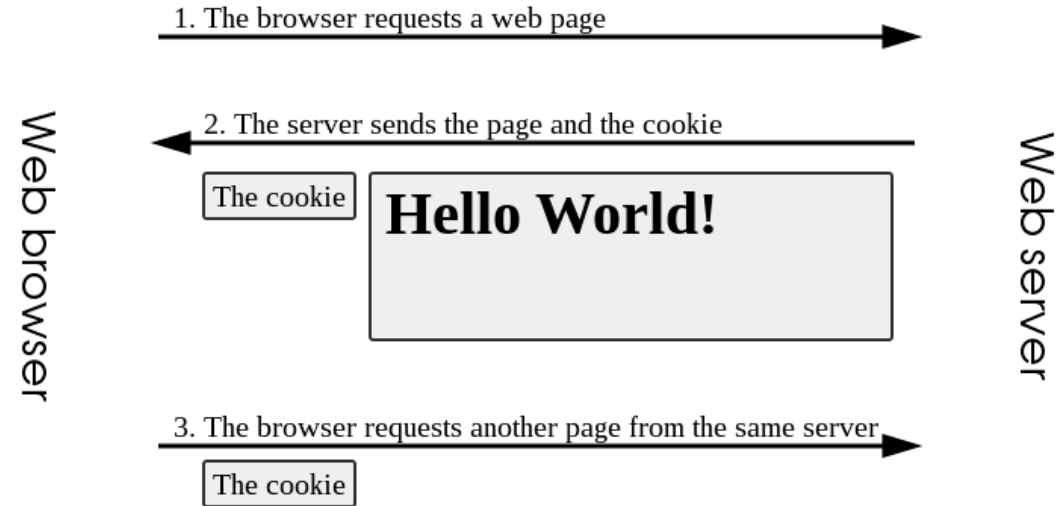 1. The browser requests a web page
2. The server sends the page and the cookie
The cookie
Hello World!
Web browser
Web server
3. The browser requests another page from the same server
The cookie